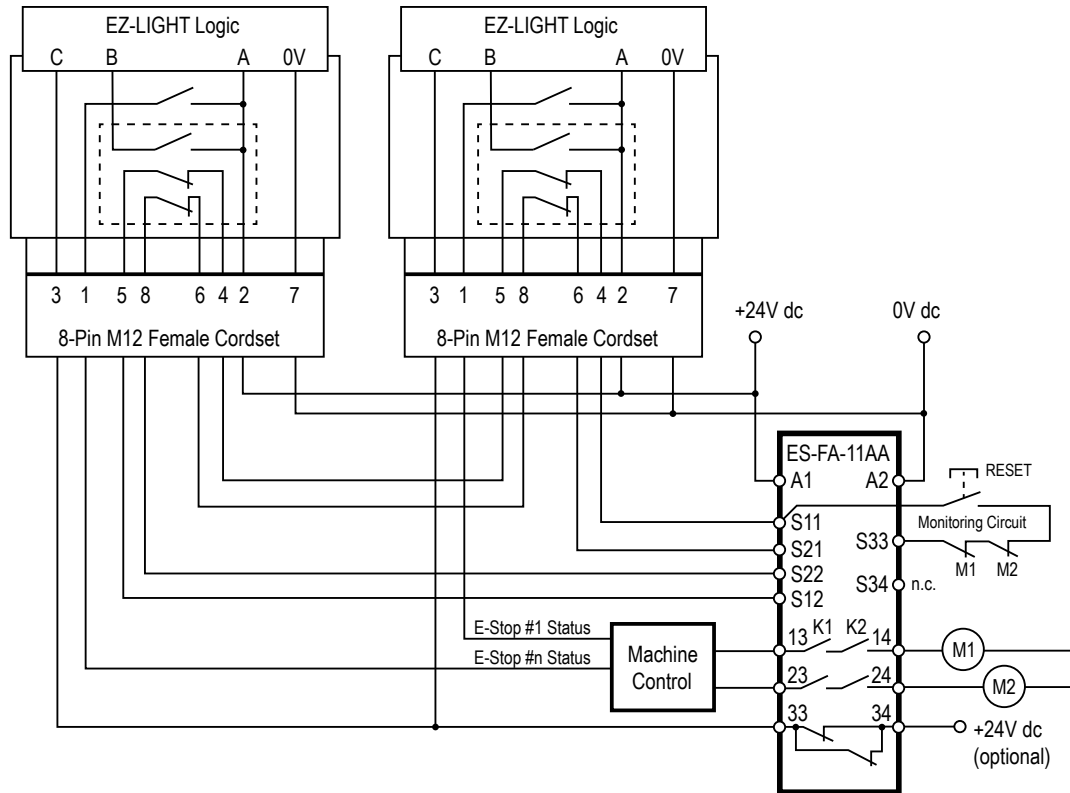 EZ-LIGHT Logic
C B A 0V
3 1 5 8 6 4 2 7
8-Pin M12 Female Cordset
EZ-LIGHT Logic
C B A 0V
3 1 5 8 6 4 2 7
8-Pin M12 Female Cordset
+24V dc
0V dc
ES-FA-11AA
A1 A2
RESET
S11
Monitoring Circuit
S21
S33
M1 M2
S22
S34 n.c.
S12
E-Stop #1 Status
E-Stop #n Status
Machine
Control
13 K1 K2 14
M1
23 24
M2
33 34
+24V dc
(optional)